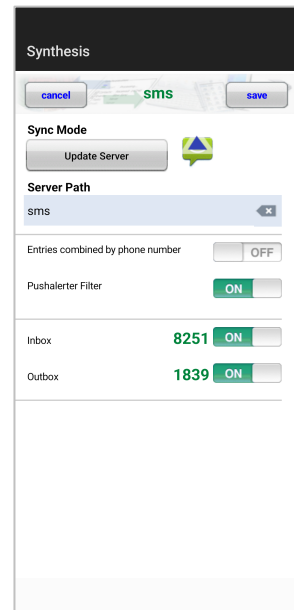 Synthesis
cancel sms save
Sync Mode
Update Server
Server Path
sms
Entries combined by phone number OFF
Pushalerter Filter ON
Inbox 8251 ON
Outbox 1839 ON